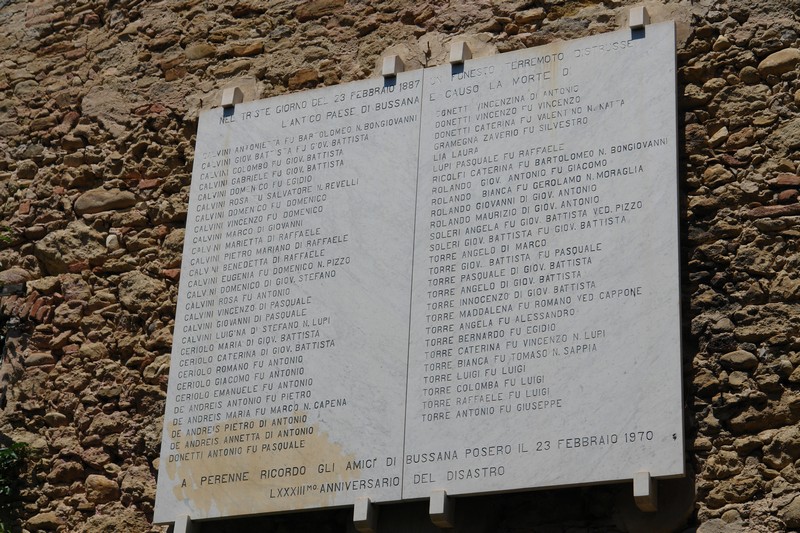 NEL TRISTE GIORNO DEL 23 FEBBRAIO 1887 UN FUNESTO TERREMOTO DISTRUSSE
L'ANTICO PAESE DI BUSSANA E CAUSO LA MORTE DI
CALVINI ANTONIETTA FU BARTOLOMEO N. BONGIOVANNI
CALVINI GIOV. BATTISTA FU GIOV. BATTISTA
CALVINI COLOMBO FU GIOV. BATTISTA
CALVINI GABRIELE FU GIOV. BATTISTA
CALVINI DOMENICO FU EGIDIO
CALVINI ROSA FU SALVATORE N. REVELLI
CALVINI DOMENICO FU GIOV. BATTISTA
CALVINI VINCENZO FU DOMENICO
CALVINI MARCO DI GIOVANNI
CALVINI MARIETTA DI RAFFAELE
CALVINI PIETRO MARIANO DI RAFFAELE
CALVINI BENEDETTA DI RAFFAELE
CALVINI EUGENIA FU DOMENICO N. PIZZO
CALVINI DOMENICO DI GIOV. STEFANO
CALVINI ROSA FU ANTONIO
CALVINI VINCENZO DI PASQUALE
CALVINI GIOVANNI DI PASQUALE
CALVINI LUIGINA DI STEFANO N. LUPI
CERIOLO MARIA DI GIOV. BATTISTA
CERIOLO CATERINA DI GIOV. BATTISTA
CERIOLO ROMANO FU ANTONIO
CERIOLO GIACOMO FU ANTONIO
CERIOLO EMANUELE FU ANTONIO
DE ANDREIS ANTONIO FU PIETRO
DE ANDREIS MARIA FU MARCO N. CAPENA
DE ANDREIS PIETRO DI ANTONIO
DE ANDREIS ANNETTA DI ANTONIO
DONETTI ANTONIO FU PASQUALE
VINCENZINA DI ANTONIO
DONETTI VINCENZO FU VINCENZO
DONETTI CATERINA FU VALENTINO N. NATTA
GRAMEGNA ZAVERIO FU SILVESTRO
LIA LAURA
LUPI PASQUALE FU RAFFAELE
RICOLFI CATERINA FU BARTOLOMEO N. BONGIOVANNI
ROLANDO GIOV. ANTONIO FU GIACOMO
ROLANDO BIANCA FU GEROLAMO N. MORAGLIA
ROLANDO GIOVANNI DI GIOV. ANTONIO
ROLANDO MAURIZIO DI GIOV. ANTONIO
SOLERI ANGELA FU GIOV. BATTISTA VED. PIZZO
SOLERI GIOV. BATTISTA FU GIOV. BATTISTA
TORRE ANGELO DI MARCO
TORRE GIOV. BATTISTA FU PASQUALE
TORRE PASQUALE DI GIOV. BATTISTA
TORRE ANGELO DI GIOV. BATTISTA
TORRE INNOCENZO DI GIOV. BATTISTA
TORRE MADDALENA FU ROMANO VED CAPPONE
TORRE ANGELA FU ALESSANDRO
TORRE BERNARDO FU EGIDIO
TORRE CATERINA FU VINCENZO N. LUPI
TORRE BIANCA FU TOMASO N. SAPPIA
TORRE LUIGI FU LUIGI
TORRE COLOMBA FU LUIGI
TORRE RAFFAELE FU LUIGI
TORRE ANTONIO FU GIUSEPPE
A PERENNE RICORDO GLI AMICI DI BUSSANA POSERO IL 23 FEBBRAIO 1970
LXXXIIIMO. ANNIVERSARIO DEL DISASTRO